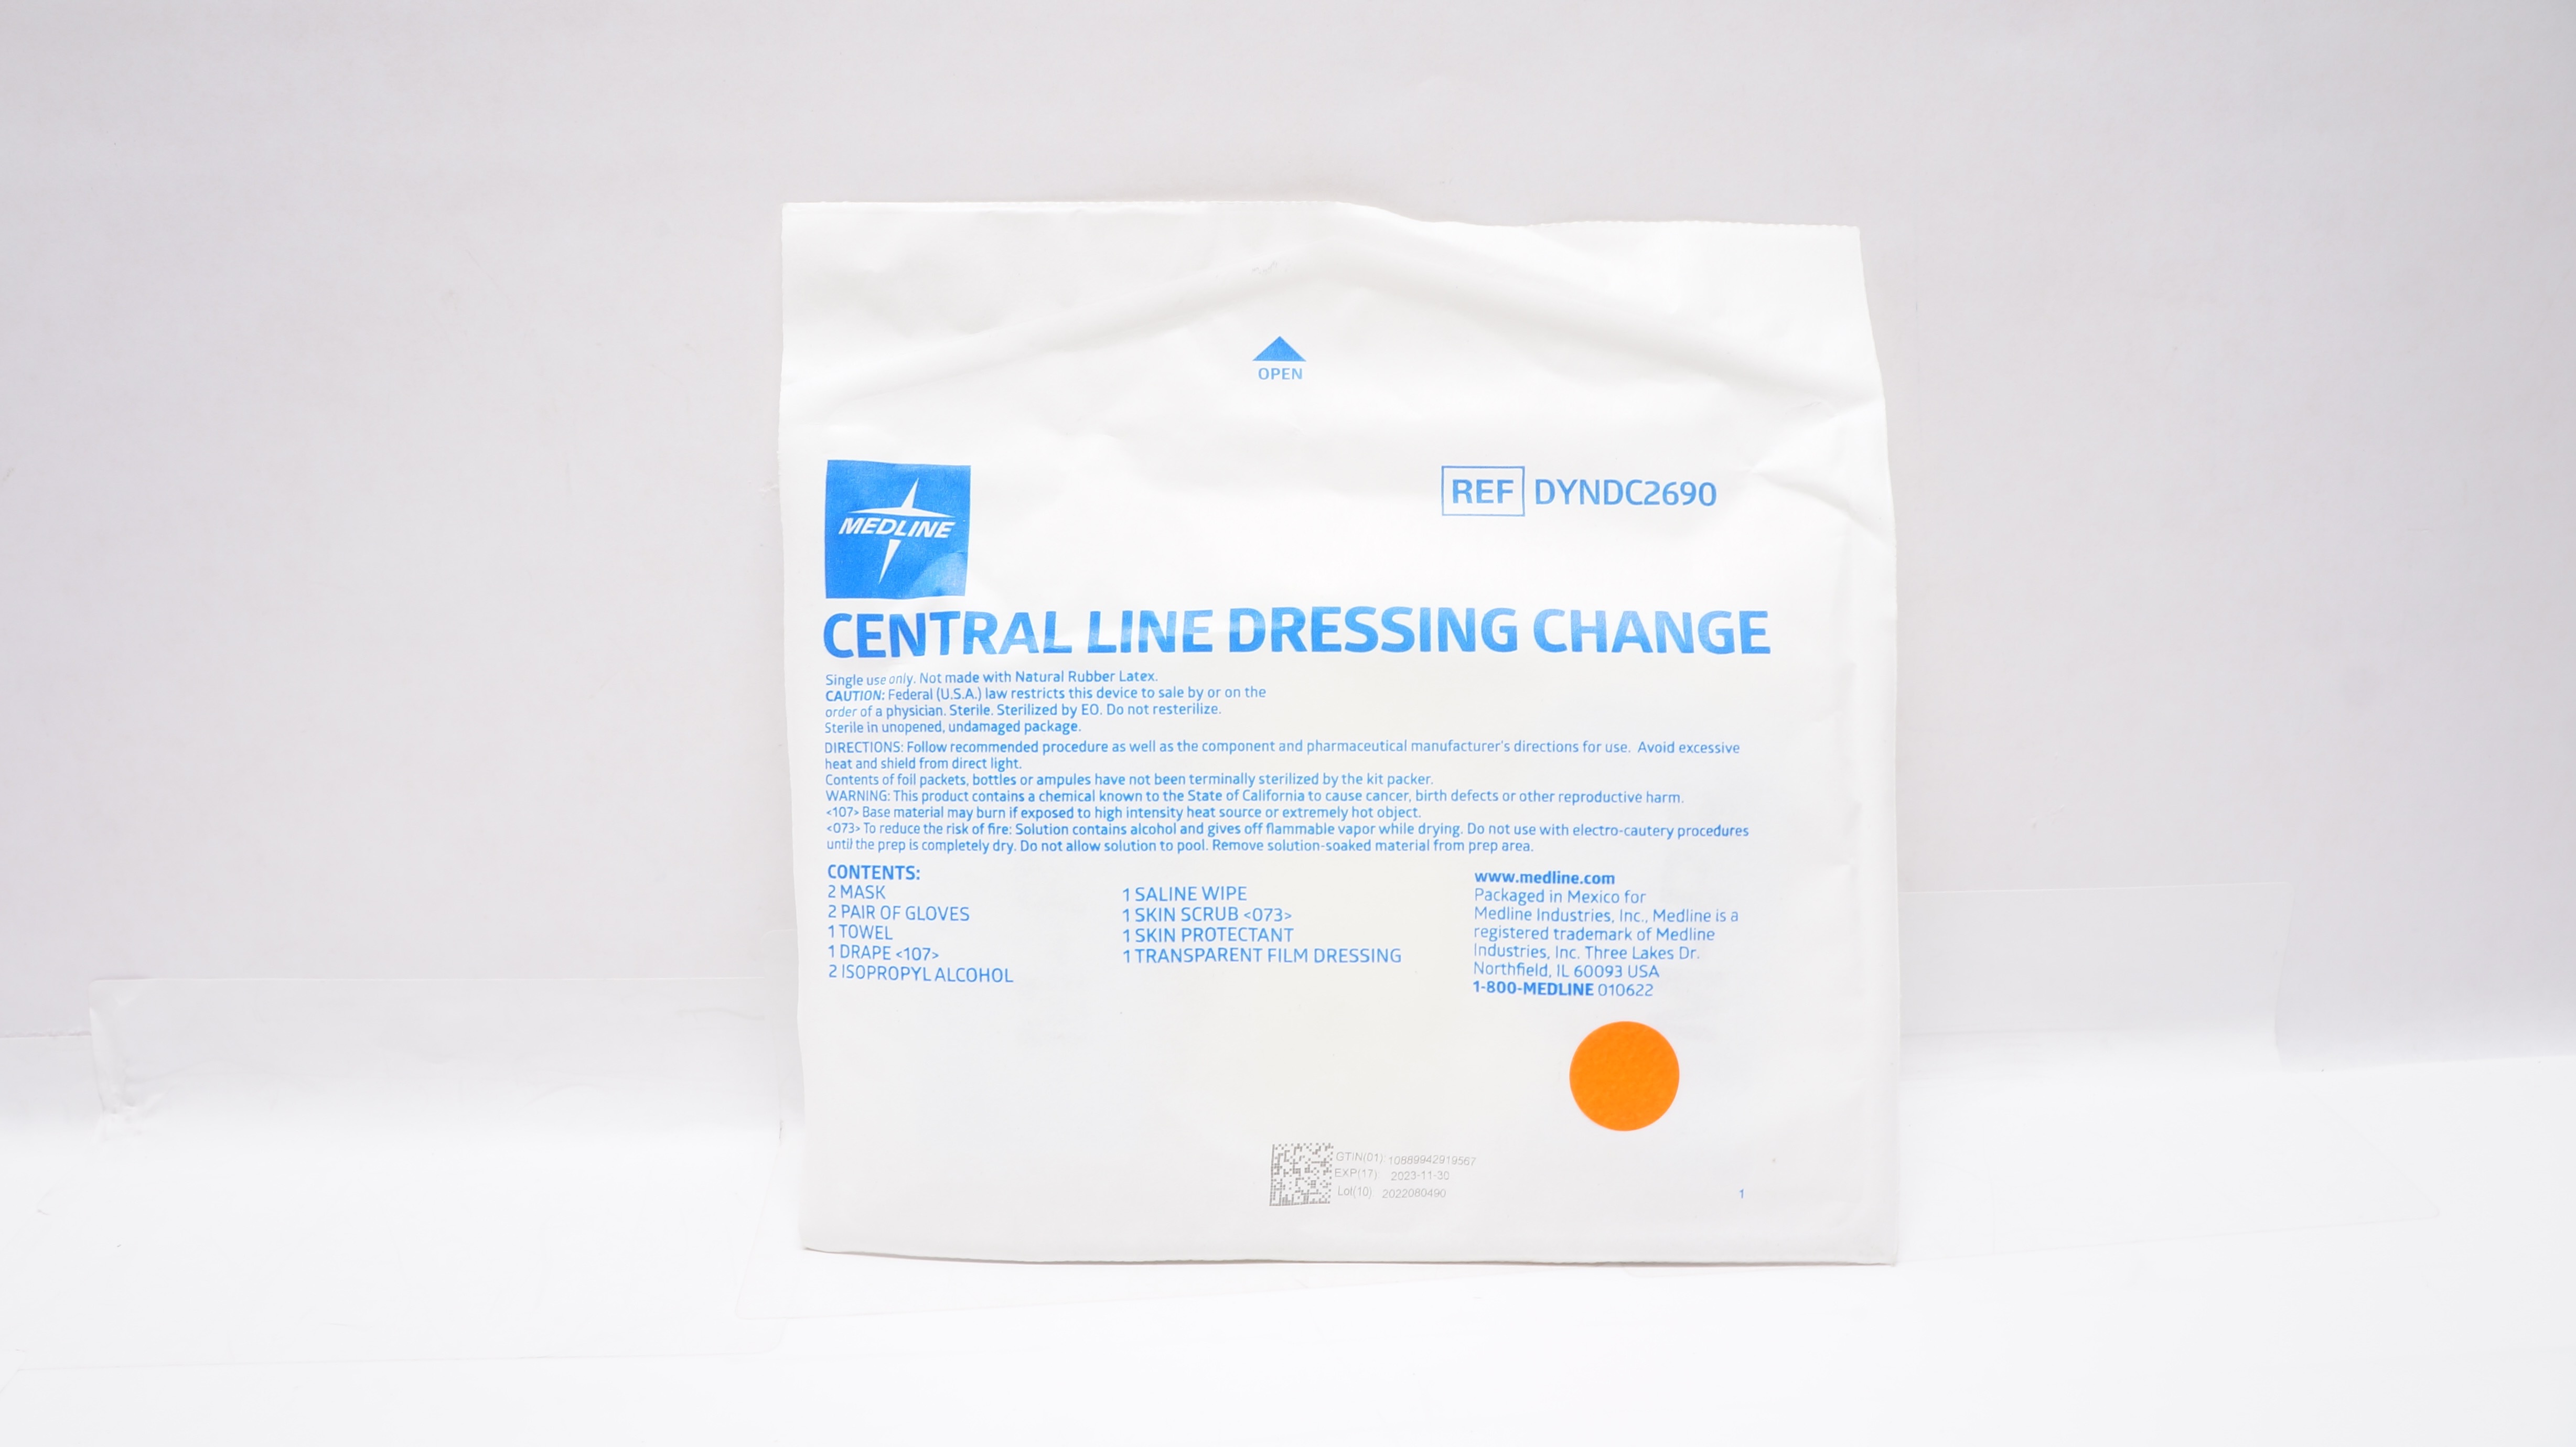 OPEN
MEDLINE
REF DYNDC2690
CENTRAL LINE DRESSING CHANGE
Single use only. Not made with Natural Rubber Latex.
CAUTION: Federal (U.S.A.) law restricts this device to sale by or on the
order of a physician. Sterile. Sterilized by EO. Do not resterilize.
Sterile in unopened, undamaged package.
DIRECTIONS: Follow recommended procedure as well as the component and pharmaceutical manufacturer's directions for use. Avoid excessive
heat and shield from direct light.
Contents of foil packets, bottles or ampules have not been terminally sterilized by the kit packer.
WARNING: This product contains a chemical known to the State of California to cause cancer, birth defects or other reproductive harm.
<107> Base material may burn if exposed to high intensity heat source or extremely hot object.
<073> To reduce the risk of fire: Solution contains alcohol and gives off flammable vapor while drying. Do not use with electro-cautery procedures
until the prep is completely dry. Do not allow solution to pool. Remove solution-soaked material from prep area.
CONTENTS:
2 MASK
2 PAIR OF GLOVES
1 TOWEL
1 DRAPE <107>
2 ISOPROPYL ALCOHOL
1 SALINE WIPE
1 SKIN SCRUB <073>
1 SKIN PROTECTANT
1 TRANSPARENT FILM DRESSING
www.medline.com
Packaged in Mexico for
Medline Industries, Inc., Medline is a
registered trademark of Medline
Industries, Inc. Three Lakes Dr.
Northfield, IL 60093 USA
1-800-MEDLINE 010622
GTIN(01): 10889942919567
EXP(17): 2023-11-30
Lot(10) 2022080490
1